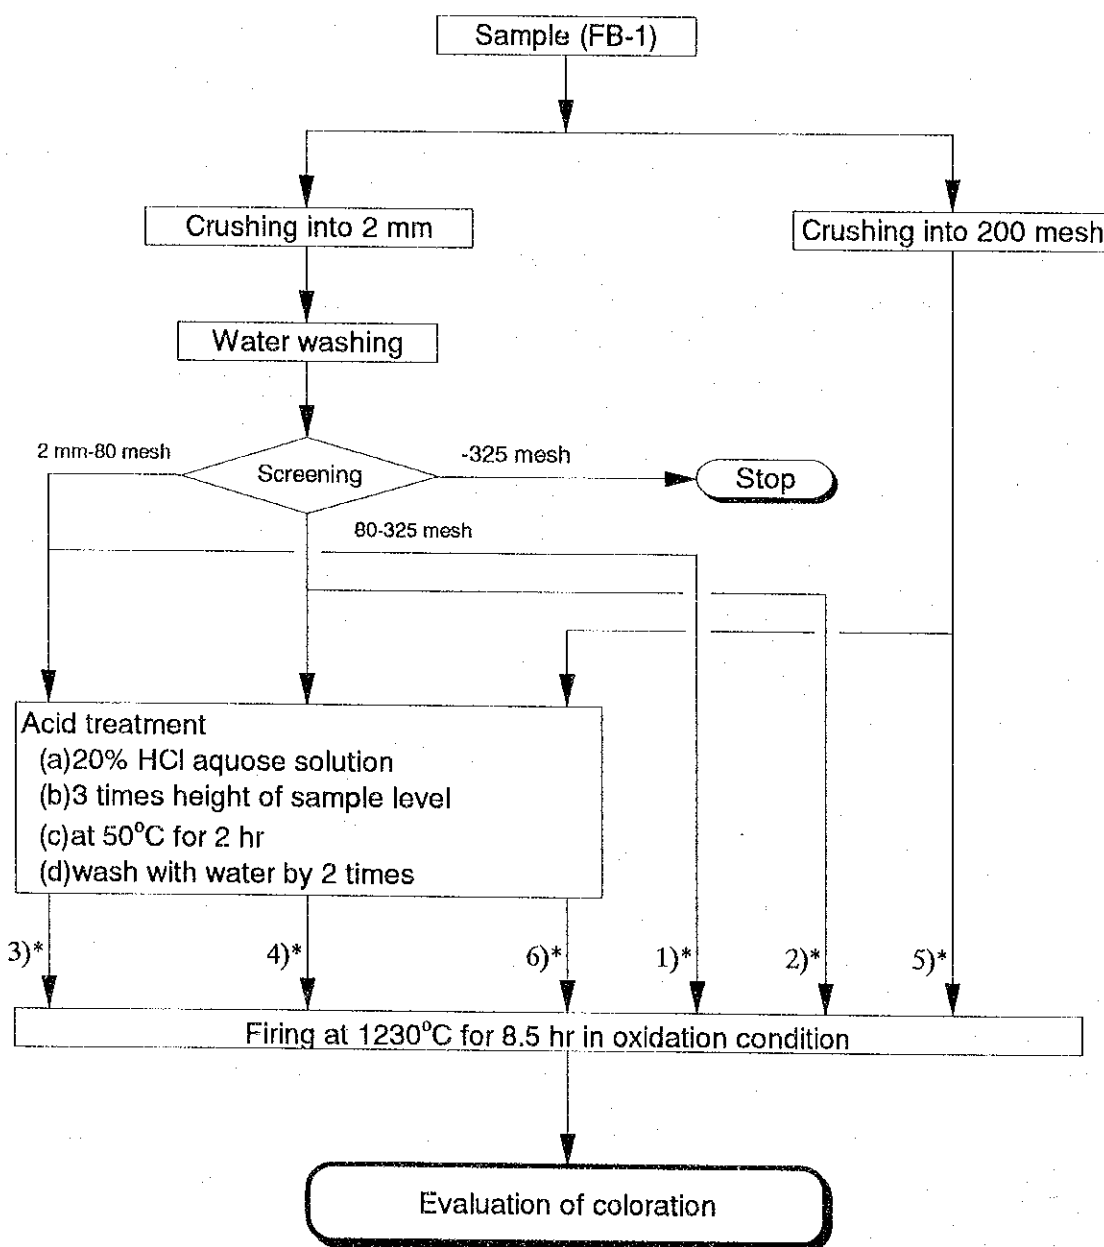 Sample (FB-1)
Crushing into 2 mm
Crushing into 200 mesh
Water washing
2 mm-80 mesh
Screening
-325 mesh
Stop
80-325 mesh
Acid treatment
(a)20% HCl aquose solution
(b)3 times height of sample level
(c)at 50°C for 2 hr
(d)wash with water by 2 times
3)*
4)*
6)*
1)*
2)*
5)*
Firing at 1230°C for 8.5 hr in oxidation condition
Evaluation of coloration